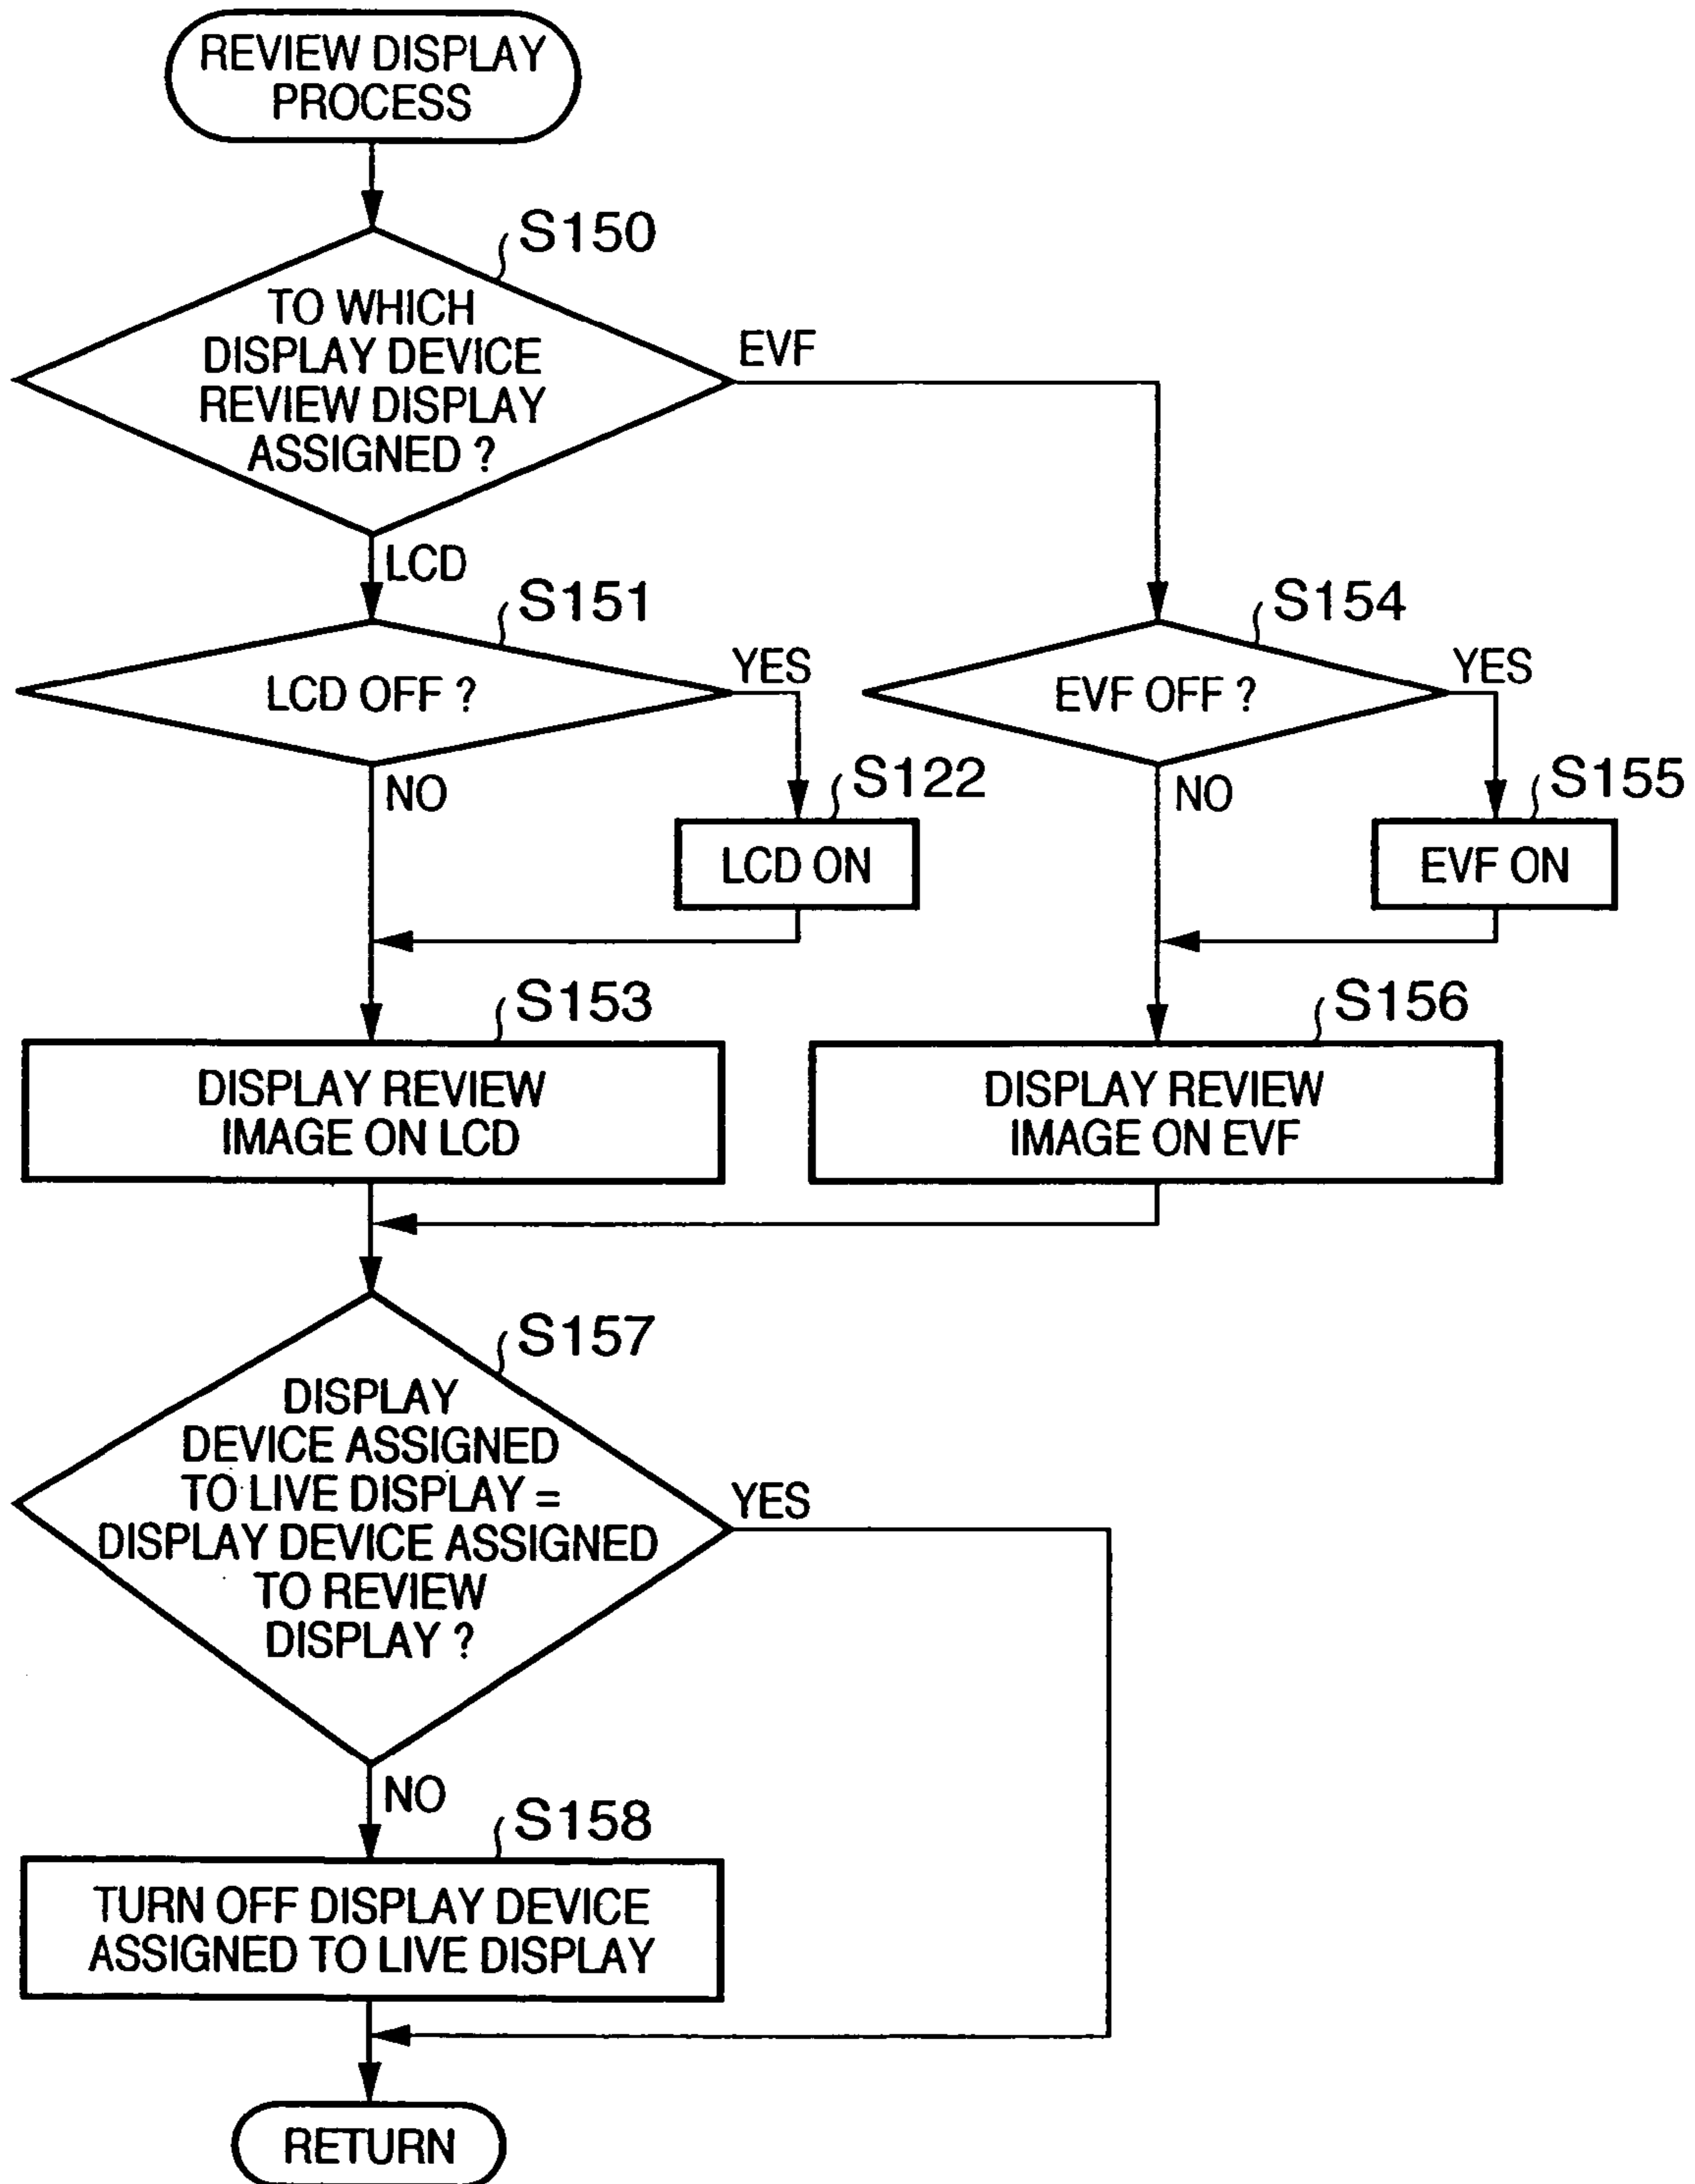 REVIEW DISPLAY
PROCESS
S150
TO WHICH
DISPLAY DEVICE
REVIEW DISPLAY
ASSIGNED ?
EVF
LCD
S151
LCD OFF ?
YES
NO
S122
LCD ON
S154
EVF OFF ?
YES
NO
S155
EVF ON
S153
DISPLAY REVIEW
IMAGE ON LCD
S156
DISPLAY REVIEW
IMAGE ON EVF
S157
DISPLAY
DEVICE ASSIGNED
TO LIVE DISPLAY =
DISPLAY DEVICE ASSIGNED
TO REVIEW
DISPLAY ?
YES
NO
S158
TURN OFF DISPLAY DEVICE
ASSIGNED TO LIVE DISPLAY
RETURN